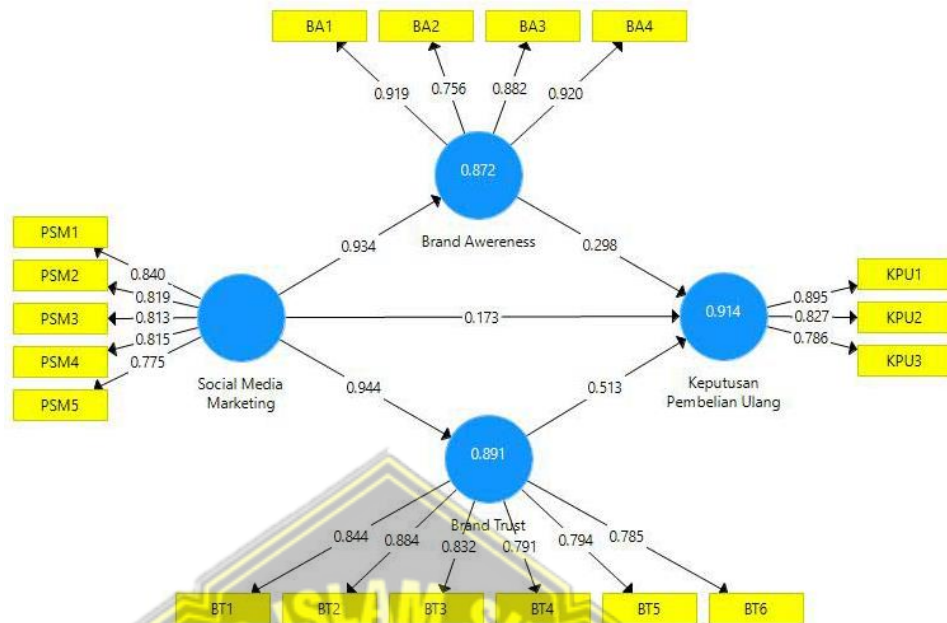 BA1 BA2 BA3 BA4
0.919 0.756 0.882 0.920
0.872
Brand Awereness
PSM1
PSM2
PSM3
PSM4
PSM5
0.840
0.819
0.813
0.815
0.775
Social Media
Marketing
0.934
0.173
0.944
0.298
0.513
0.914
Keputusan
Pembelian Ulang
0.895
0.827
0.786
KPU1
KPU2
KPU3
0.891
Brand Trust
0.844 0.884 0.832 0.791 0.794 0.785
BT1 BT2 BT3 BT4 BT5 BT6
ISLAM